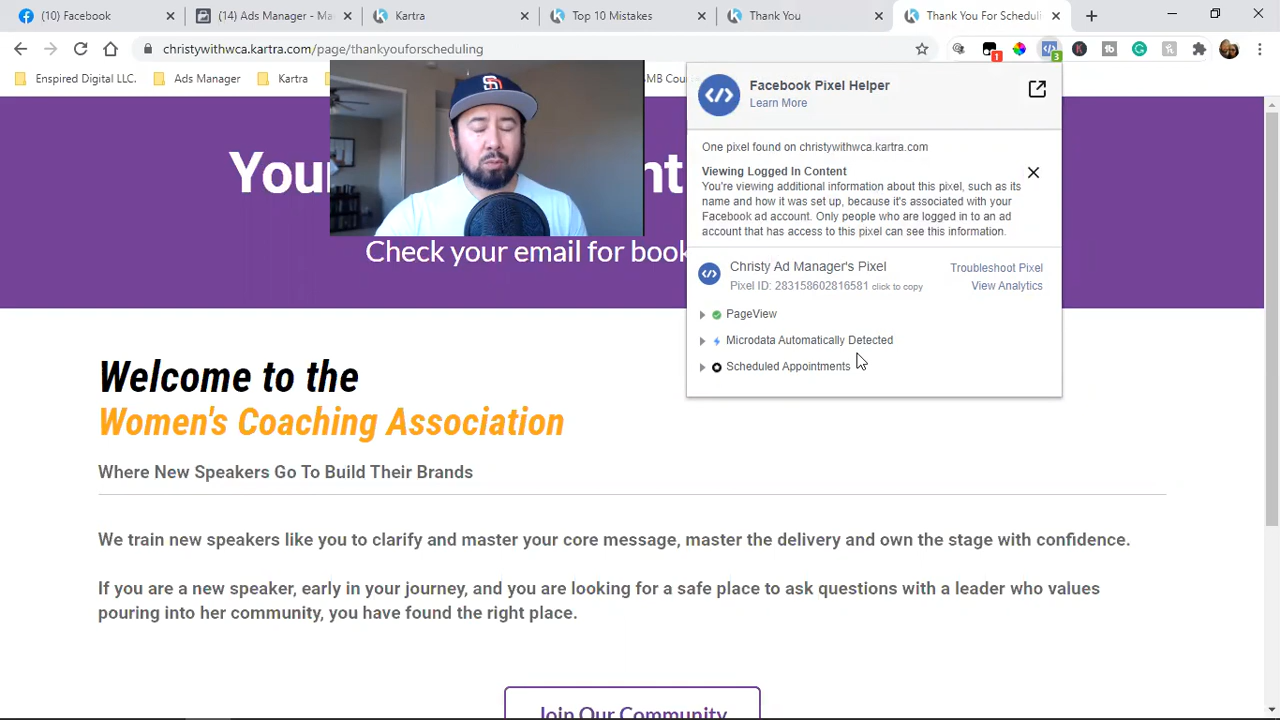 (10) Facebook
(14) Ads Manager - Ma
Kartra
Top 10 Mistakes
Thank You
Thank You For Scheduli
christywithwca.kartra.com/page/thankyouforscheduling
1
3
Enspired Digital LLC.
Ads Manager
Kartra
MB Cou
Facebook Pixel Helper
Learn More
One pixel found on christywithwca.kartra.com
Viewing Logged In Content
You're viewing additional information about this pixel, such as its
name and how it was set up, because it's associated with your
Facebook ad account. Only people who are logged in to an ad
account that has access to this pixel can see this information.
Christy Ad Manager's Pixel
Troubleshoot Pixel
Pixel ID: 283158602816581 click to copy
View Analytics
PageView
Microdata Automatically Detected
Scheduled Appointments
You
nt
Check your email for book
Welcome to the
Women's Coaching Association
Where New Speakers Go To Build Their Brands
We train new speakers like you to clarify and master your core message, master the delivery and own the stage with confidence.
If you are a new speaker, early in your journey, and you are looking for a safe place to ask questions with a leader who values
pouring into her community, you have found the right place.
Join Our Community